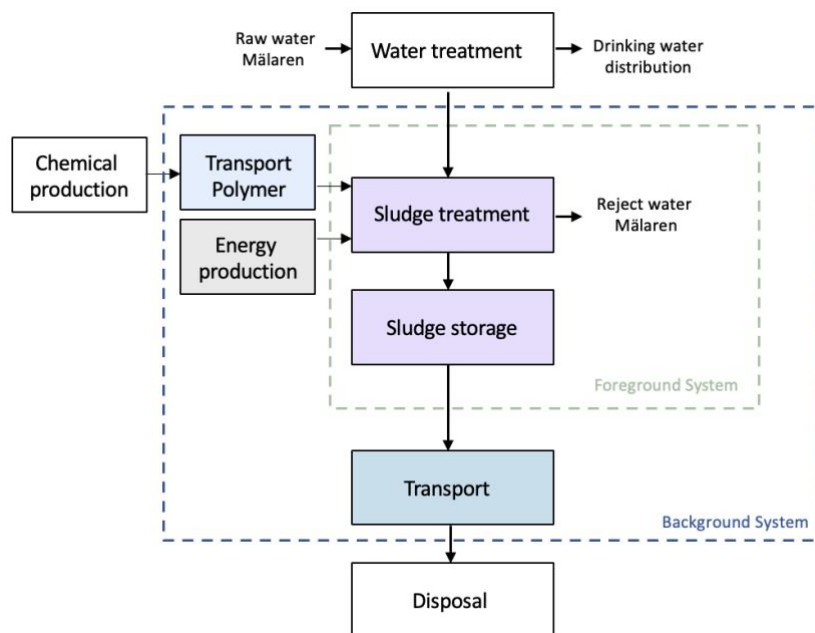 Raw water
Mälaren
Water treatment
Drinking water
distribution
Chemical
production
Transport
Polymer
Sludge treatment
Reject water
Mälaren
Energy
production
Sludge storage
Foreground System
Transport
Background System
Disposal